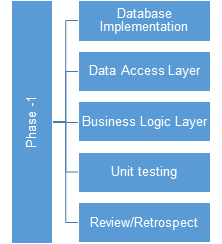 Phase -1
Database
Implementation
Data Access Layer
Business Logic Layer
Unit testing
Review/Retrospect